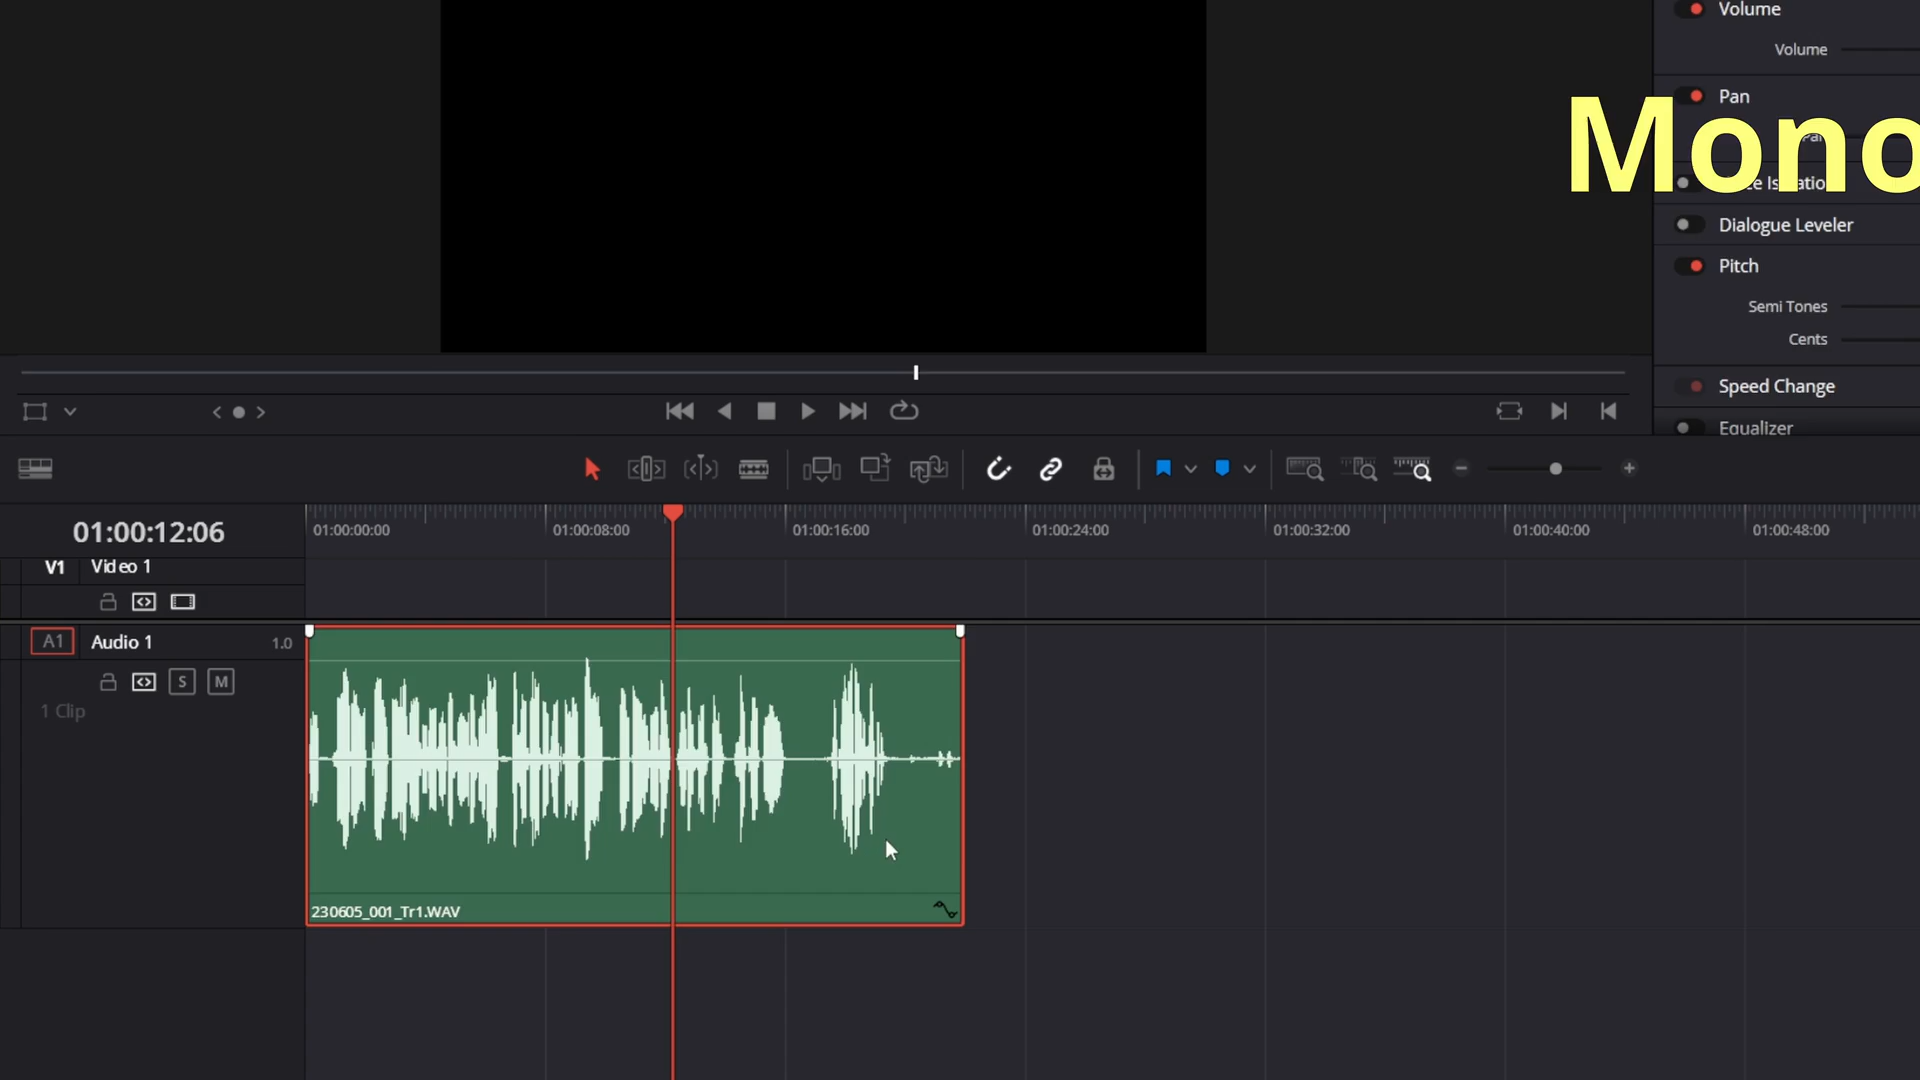 Volume
Volume
Pan
Mono
Dialogue Leveler
Pitch
Semi Tones
Cents
Speed Change
Equalizer
01:00:12:06
01:00:00:00
01:00:08:00
01:00:16:00
01:00:24:00
01:00:32:00
01:00:40:00
01:00:48:00
V1
Video 1
A1
Audio 1
1.0
S
M
1 Clip
230605_001_Tr1.WAV